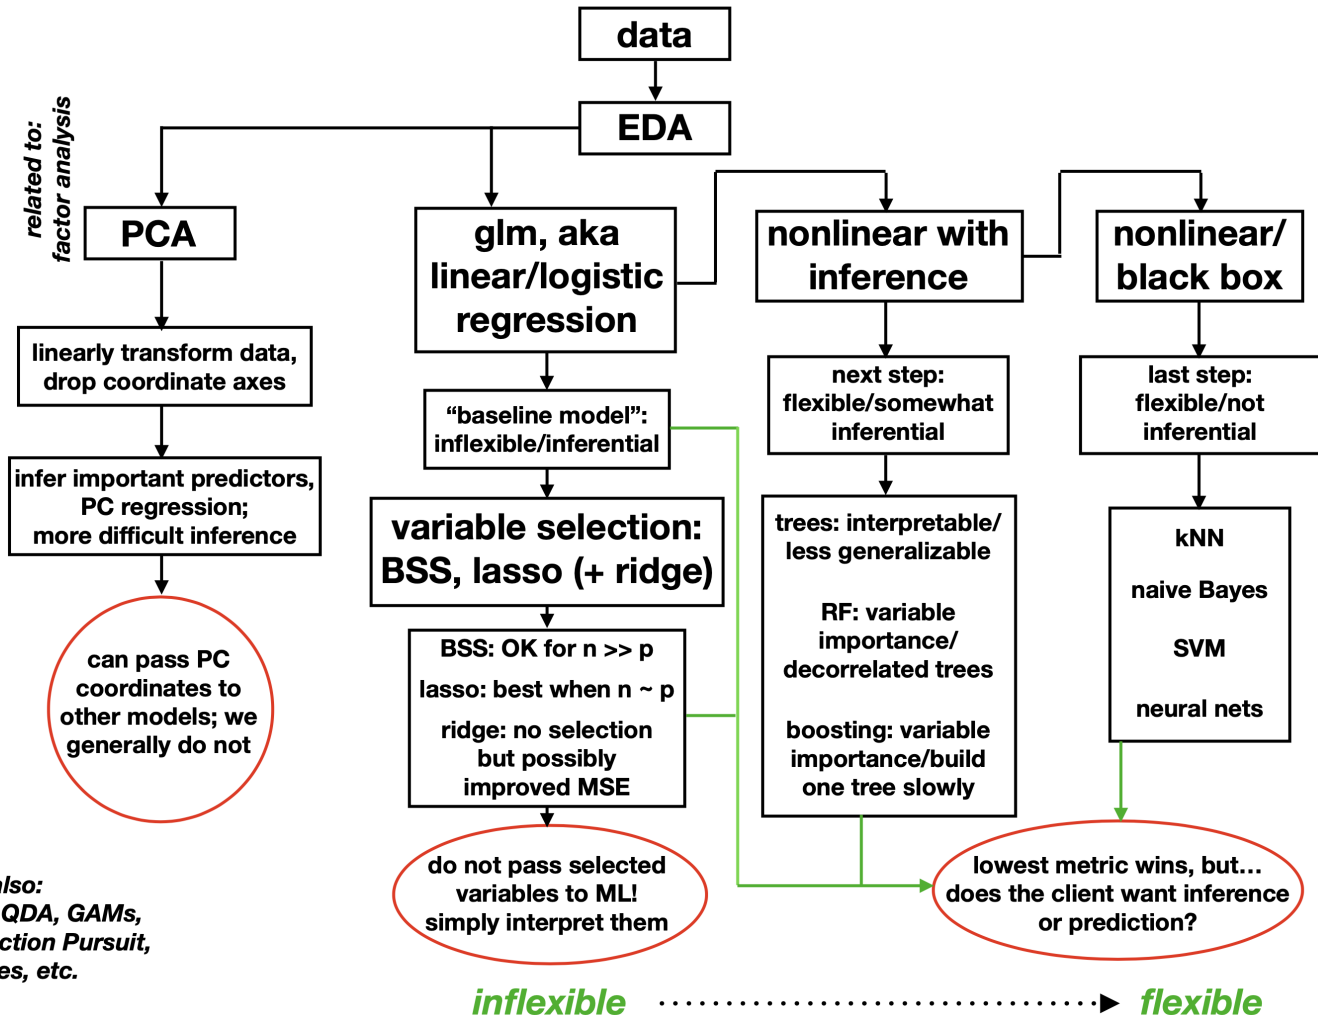 data
EDA
related to:
factor analysis
PCA
linearly transform data,
drop coordinate axes
infer important predictors,
PC regression;
more difficult inference
can pass PC
coordinates to
other models; we
generally do not
glm, aka
linear/logistic
regression
“baseline model”:
inflexible/inferential
variable selection:
BSS, lasso (+ ridge)
BSS: OK for n >> p
lasso: best when n ~ p
ridge: no selection
but possibly
improved MSE
do not pass selected
variables to ML!
simply interpret them
nonlinear with
inference
next step:
flexible/somewhat
inferential
trees: interpretable/
less generalizable
RF: variable
importance/
decorrelated trees
boosting: variable
importance/build
one tree slowly
nonlinear/
black box
last step:
flexible/not
inferential
kNN
naive Bayes
SVM
neural nets
lowest metric wins, but...
does the client want inference
or prediction?
also:
QDA, GAMs,
ction Pursuit,
es, etc.
inflexible
flexible